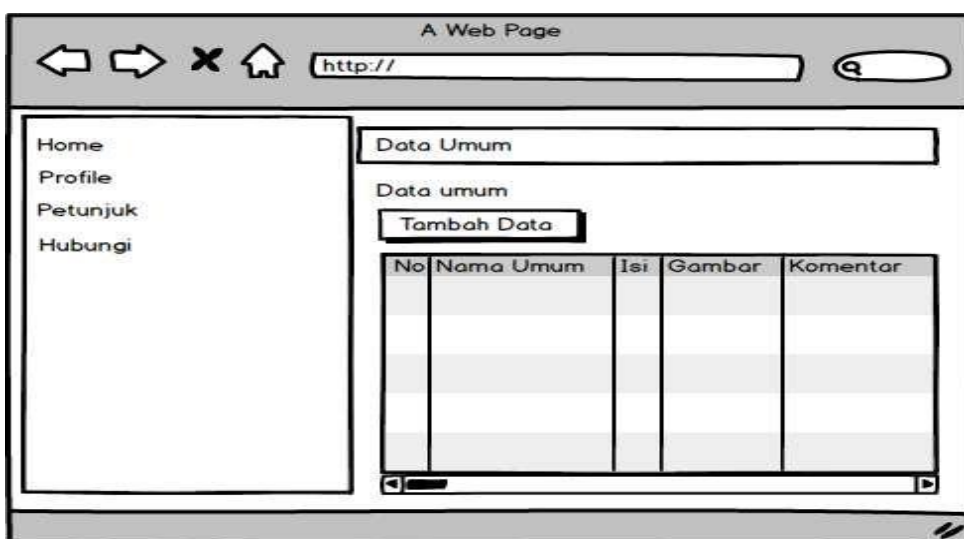 A Web Page
http://
Home
Profile
Petunjuk
Hubungi
Data Umum
Data umum
Tambah Data
No Nama Umum Isi Gambar Komentar